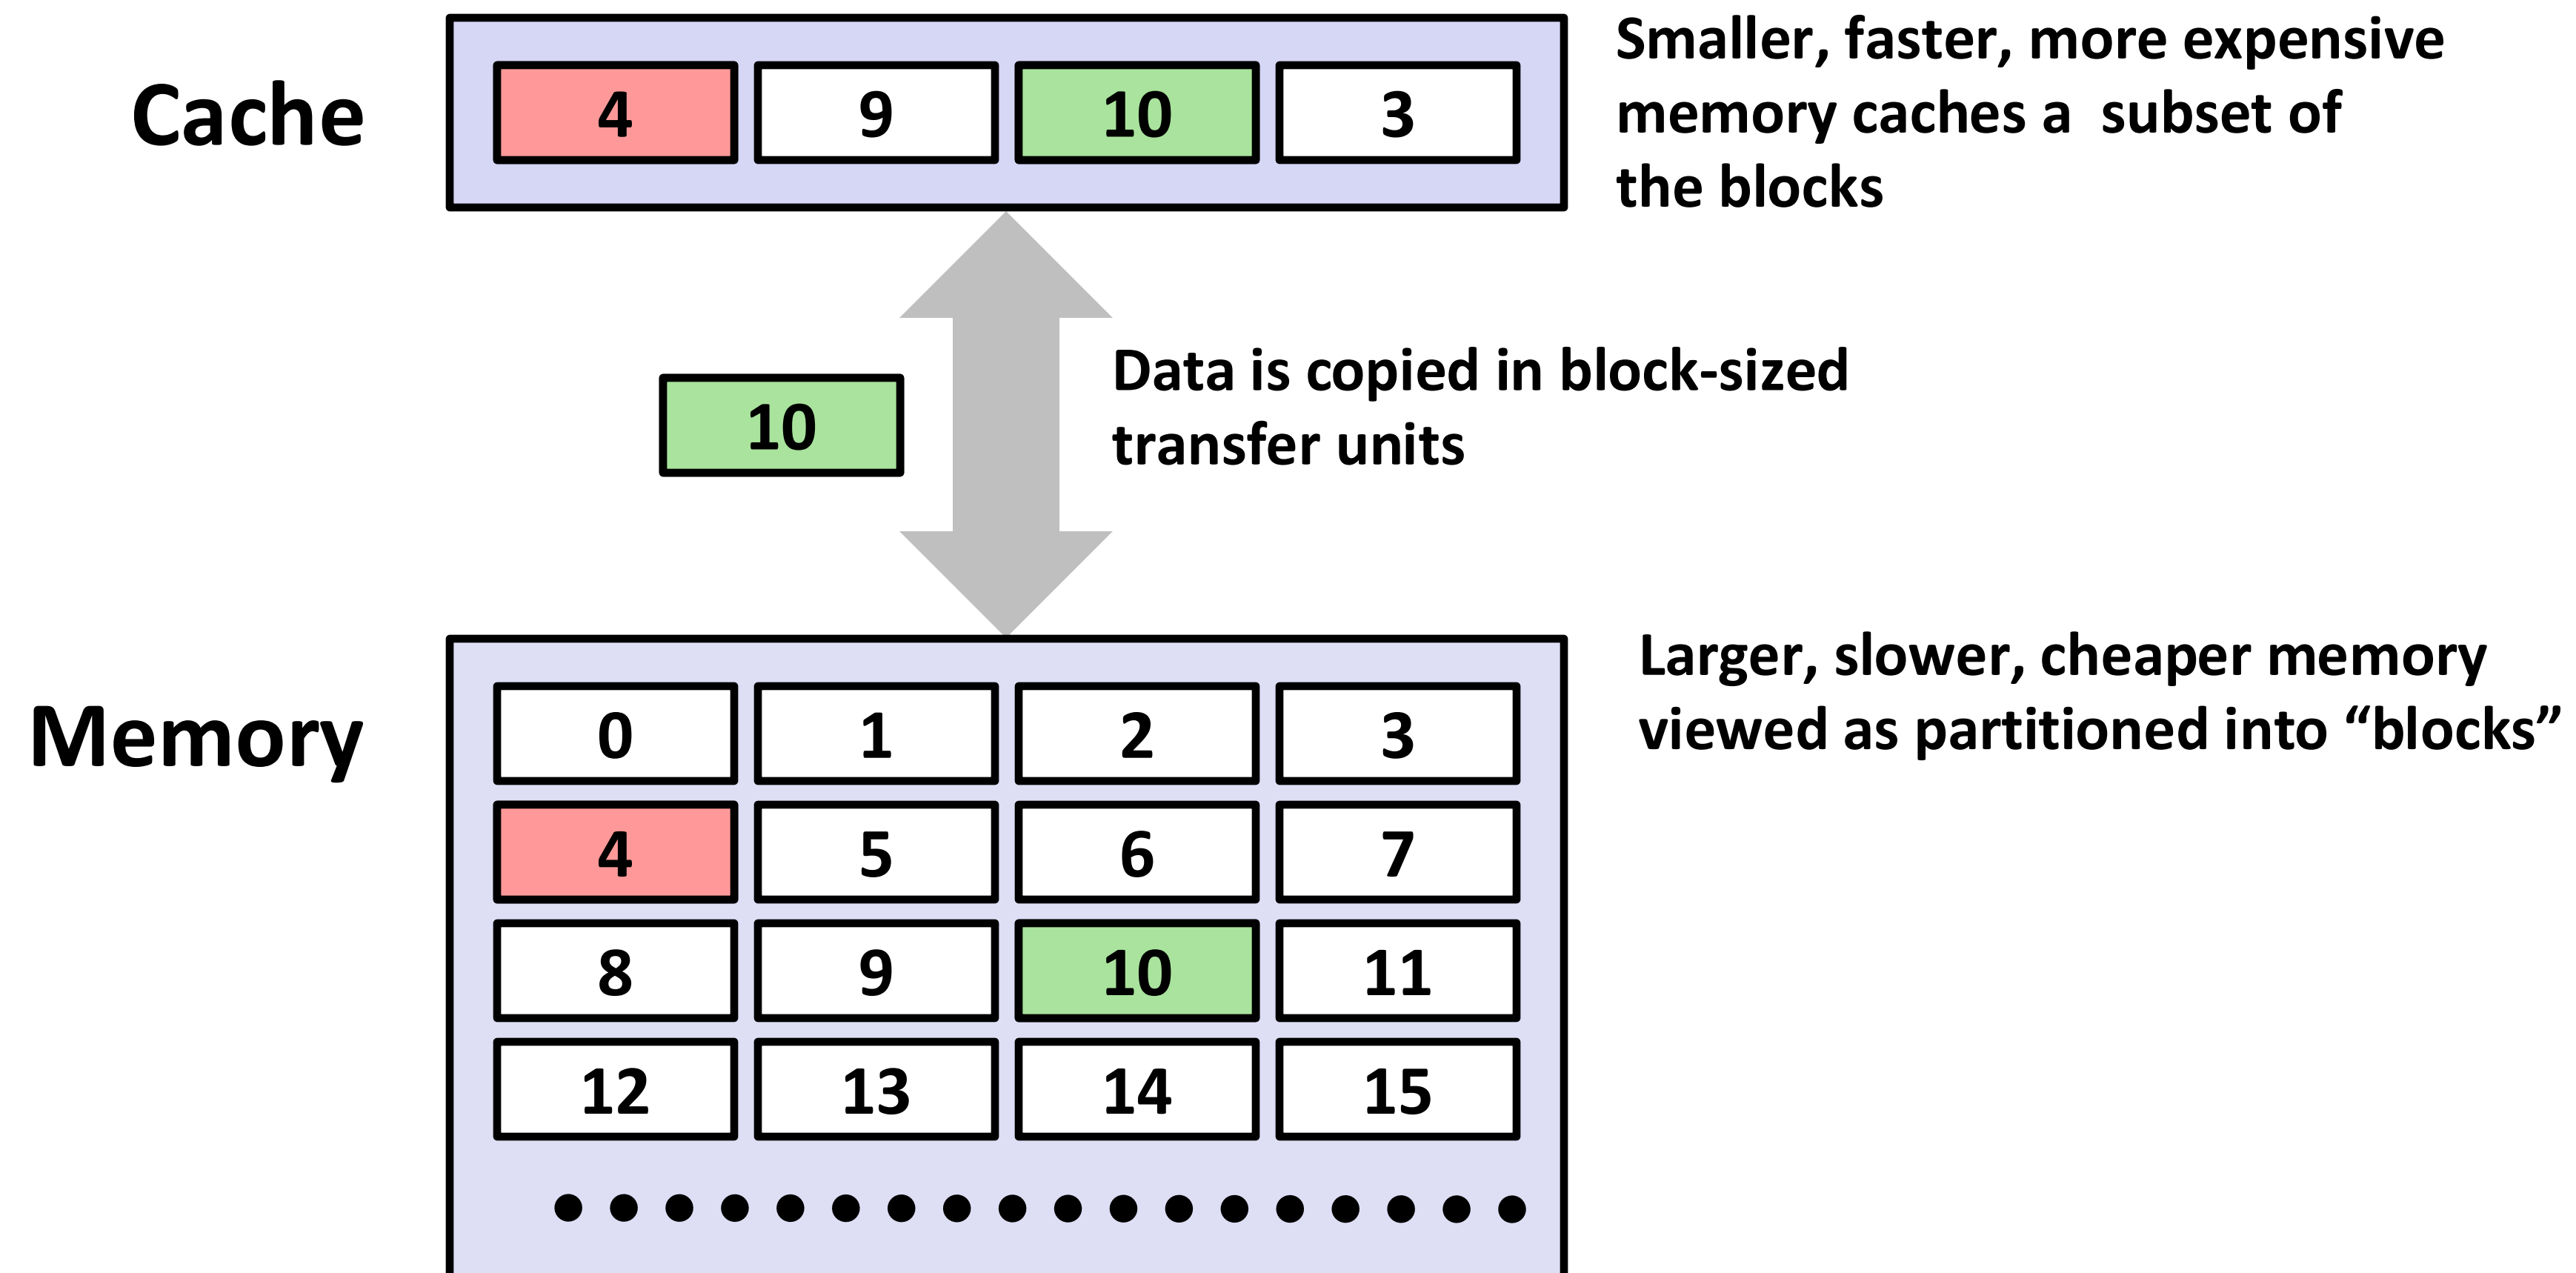 Cache
4 9 10 3
Smaller, faster, more expensive
memory caches a  subset of
the blocks
10
Data is copied in block-sized
transfer units
Memory
Larger, slower, cheaper memory
viewed as partitioned into “blocks”
0 1 2 3
4 5 6 7
8 9 10 11
12 13 14 15